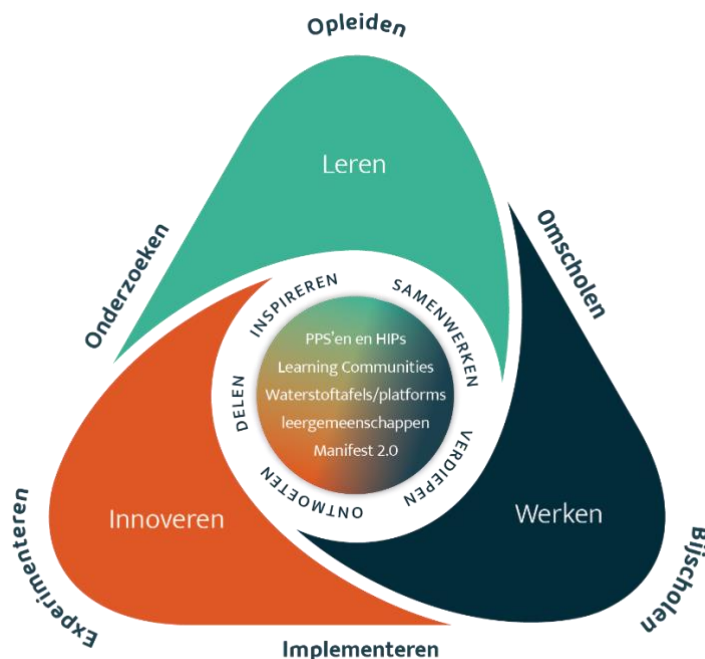 Opleiden
Leren
Onderzoeken
Omscholen
INSPIREREN
SAMENWERKEN
DELEN
VERDIEPEN
ONTMOETEN
PPS'en en HIPs
Learning Communities
Waterstoftafels/platforms
leergemeenschappen
Manifest 2.0
Innoveren
Werken
Experimenteren
Bijscholen
Implementeren